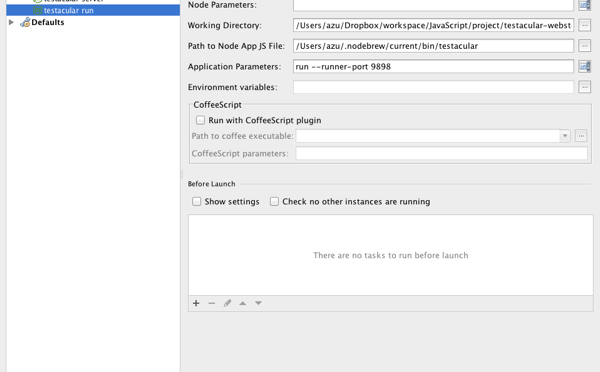 testacular server
testacular run
Defaults
Node Parameters:
Working Directory: /Users/azu/Dropbox/workspace/JavaScript/project/testacular-webst
Path to Node App JS File: /Users/azu/.nodebrew/current/bin/testacular
Application Parameters: run --runner-port 9898
Environment variables:
CoffeeScript
Run with CoffeeScript plugin
Path to coffee executable:
CoffeeScript parameters:
Before Launch
Show settings Check no other instances are running
There are no tasks to run before launch